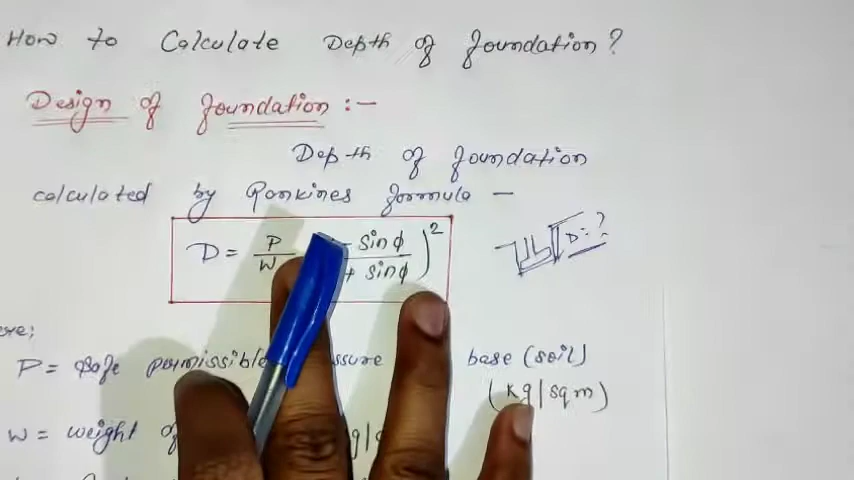 How to Calculate Depth of foundation?
Design of foundation :-
Depth of foundation
calculated by Rankines formula -
D = P/W - sinφ / + sinφ )²
D = ?
P = Safe permissible base (soil)
(Kg/sqm)
W = weight of